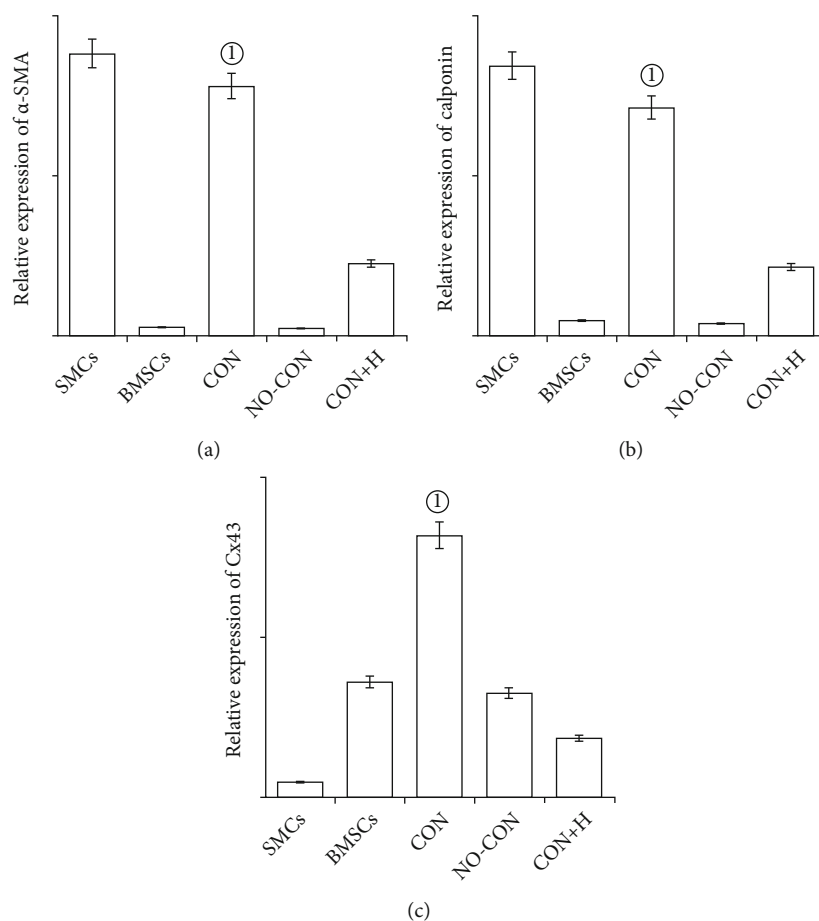 Relative expression of α-SMA
①
SMCs
BMSCs
CON
NO-CON
CON+H
(a)
Relative expression of calponin
①
SMCs
BMSCs
CON
NO-CON
CON+H
(b)
Relative expression of Cx43
①
SMCs
BMSCs
CON
NO-CON
CON+H
(c)